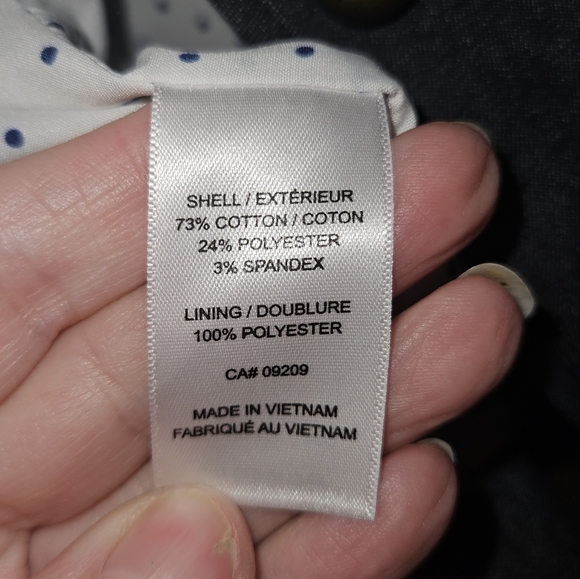 SHELL / EXTÉRIEUR
73% COTTON / COTON
24% POLYESTER
3% SPANDEX
LINING / DOUBLURE
100% POLYESTER
CA# 09209
MADE IN VIETNAM
FABRIQUÉ AU VIETNAM